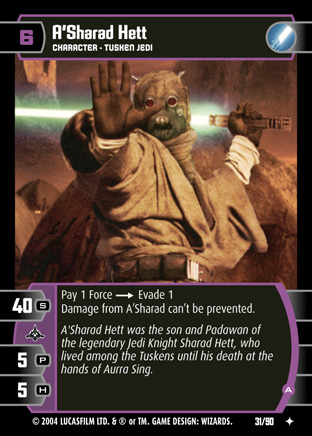 6
A'Sharad Hett
CHARACTER - TUSKEN JEDI
40 S
5 P
5 H
Pay 1 Force → Evade 1
Damage from A'Sharad can't be prevented.
A'Sharad Hett was the son and Padawan of
the legendary Jedi Knight Sharad Hett, who
lived among the Tuskens until his death at the
hands of Aurra Sing.
A
© 2004 LUCASFILM LTD. & ® or TM. GAME DESIGN: WIZARDS. 31/90